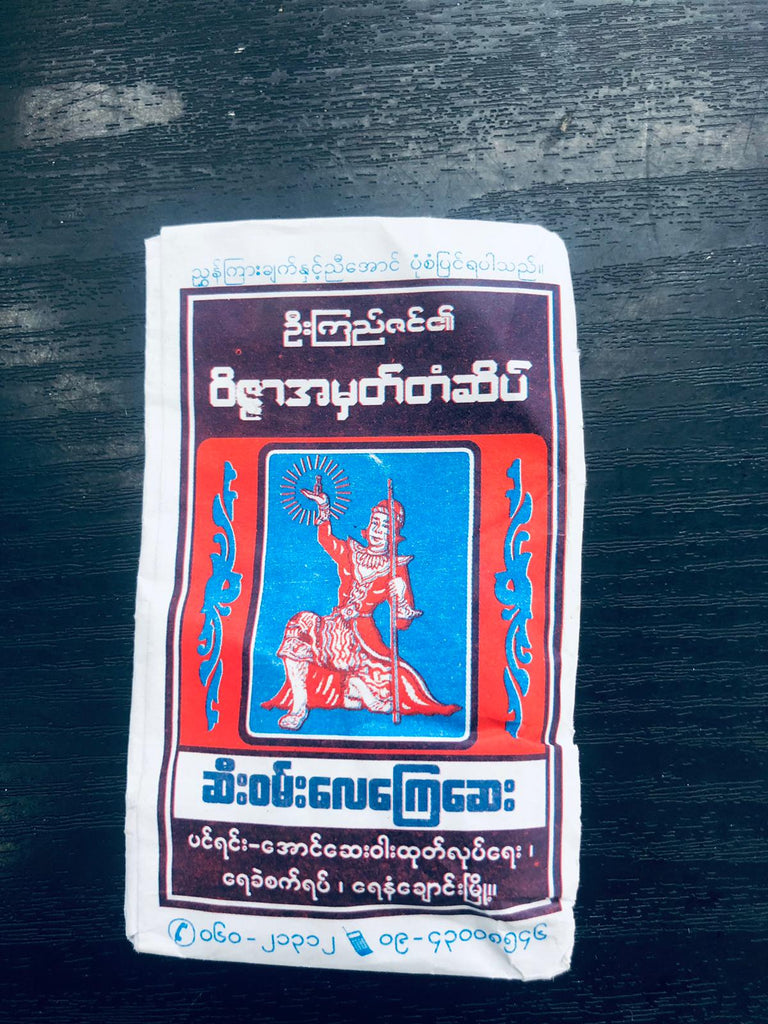 ညွှန်ကြားချက်နှင့်ညီအောင် ပုံစံပြင်ရပါသည်။
ဦးကြည်ဇင်၏
ဝိဇ္ဇာအမှတ်တံဆိပ်
ဆီးဝမ်းလေကြေဆေး
ပင်ရင်း-အောင်ဆေးဝါးထုတ်လုပ်ရေး ၊
ရေခဲစက်ရပ် ၊ ရေနံချောင်းမြို့။
၀၆၀ - ၂၁၃၁၂ ၀၉ - ၄၃၀၀၈၅၄၆